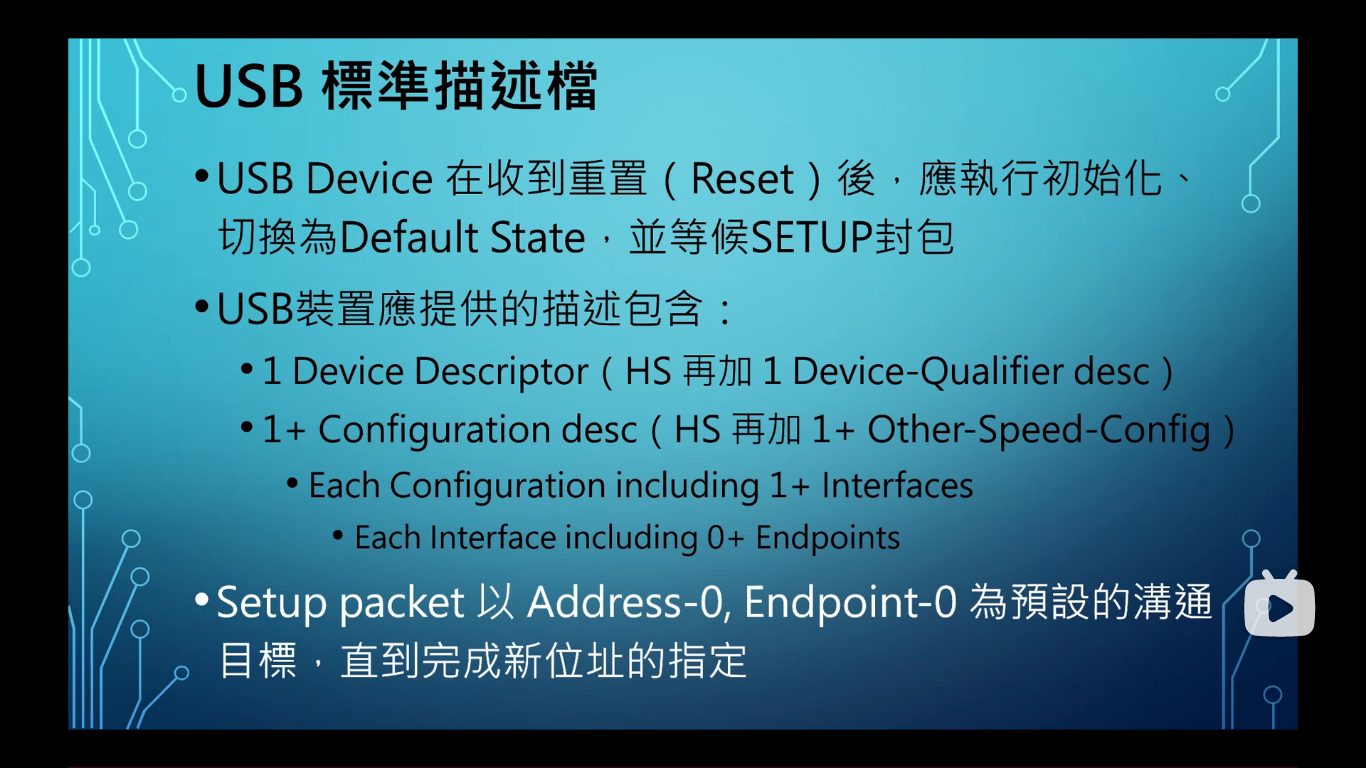 USB 標準描述檔
•USB Device 在收到重置（Reset）後，應執行初始化、
切換為Default State，並等候SETUP封包
•USB裝置應提供的描述包含：
•1 Device Descriptor（HS 再加 1 Device-Qualifier desc）
•1+ Configuration desc（HS 再加 1+ Other-Speed-Config）
•Each Configuration including 1+ Interfaces
•Each Interface including 0+ Endpoints
•Setup packet 以 Address-0, Endpoint-0 為預設的溝通
目標，直到完成新位址的指定